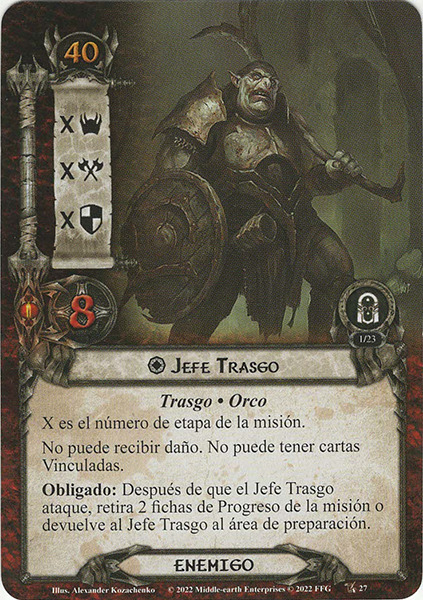 40
X
X
X
8
1/23
Jefe Trasgo
Trasgo • Orco
X es el número de etapa de la misión.
No puede recibir daño. No puede tener cartas
Vinculadas.
Obligado: Después de que el Jefe Trasgo
ataque, retira 2 fichas de Progreso de la misión o
devuelve al Jefe Trasgo al área de preparación.
ENEMIGO
Illus. Alexander Kozachenko © 2022 Middle-earth Enterprises © 2022 FFG 27